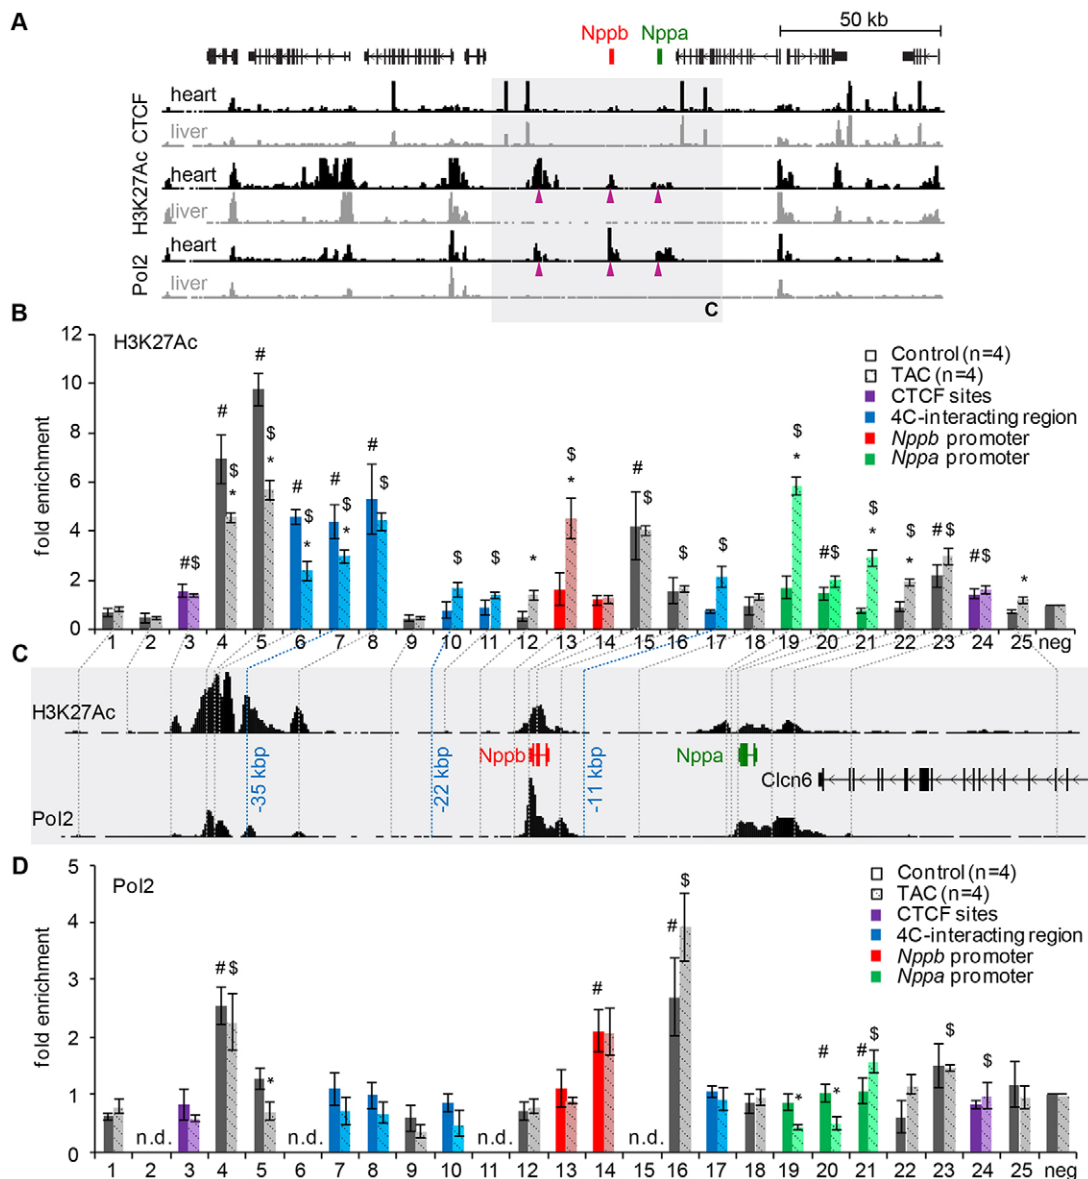 A
Nppb Nppa
50 kb
CTCF
heart
liver
H3K27Ac
heart
liver
Pol2
heart
liver
C
B
H3K27Ac
fold enrichment
12
10
8
6
4
2
0
Control (n=4)
TAC (n=4)
CTCF sites
4C-interacting region
Nppb promoter
Nppa promoter
# $ * # $ * # $ * # $ * # $ # $ $ $ * $ * # $ $ $ $ * # $ $ * $ * # $ # $ *
1 2 3 4 5 6 7 8 9 10 11 12 13 14 15 16 17 18 19 20 21 22 23 24 25 neg
C
H3K27Ac
-35 kbp
-22 kbp
Nppb
-11 kbp
Nppa
Clcn6
Pol2
D
Pol2
fold enrichment
5
4
3
2
1
0
Control (n=4)
TAC (n=4)
CTCF sites
4C-interacting region
Nppb promoter
Nppa promoter
# $ * # # $ * # * # $ $ $
n.d. n.d. n.d. n.d.
1 2 3 4 5 6 7 8 9 10 11 12 13 14 15 16 17 18 19 20 21 22 23 24 25 neg